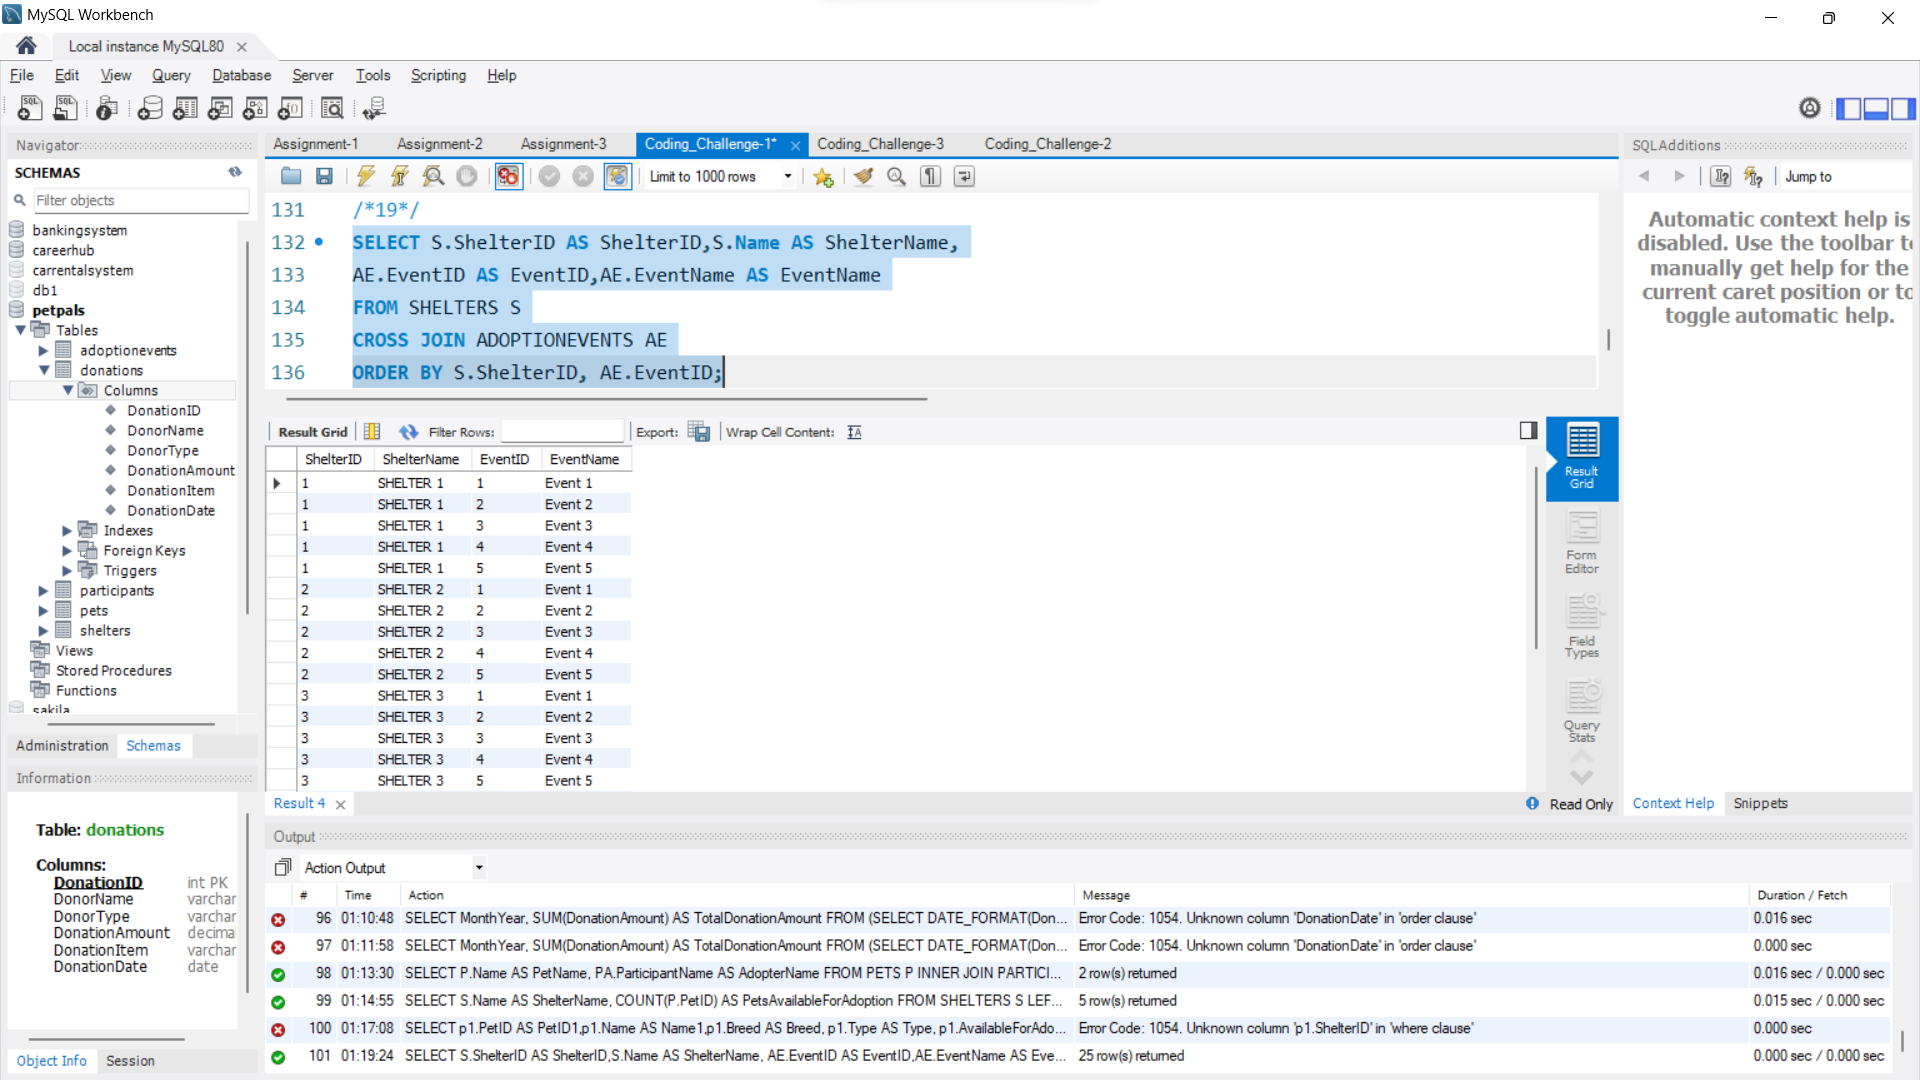 MySQL Workbench
Local instance MySQL80
File Edit View Query Database Server Tools Scripting Help
Navigator
SCHEMAS
Filter objects
bankingsystem
careerhub
carrentalsystem
db1
petpals
Tables
adoptionevents
donations
Columns
DonationID
DonorName
DonorType
DonationAmount
DonationItem
DonationDate
Indexes
Foreign Keys
Triggers
participants
pets
shelters
Views
Stored Procedures
Functions
sakila
Administration Schemas
Information
Table: donations
Columns:
DonationID int PK
DonorName varchar
DonorType varchar
DonationAmount decima
DonationItem varchar
DonationDate date
Object Info Session
Assignment-1 Assignment-2 Assignment-3 Coding_Challenge-1* Coding_Challenge-3 Coding_Challenge-2
Limit to 1000 rows
131 /*19*/
132 SELECT S.ShelterID AS ShelterID,S.Name AS ShelterName,
133 AE.EventID AS EventID,AE.EventName AS EventName
134 FROM SHELTERS S
135 CROSS JOIN ADOPTIONEVENTS AE
136 ORDER BY S.ShelterID, AE.EventID;
Result Grid Filter Rows: Export: Wrap Cell Content:
ShelterID ShelterName EventID EventName
1 SHELTER 1 1 Event 1
1 SHELTER 1 2 Event 2
1 SHELTER 1 3 Event 3
1 SHELTER 1 4 Event 4
1 SHELTER 1 5 Event 5
2 SHELTER 2 1 Event 1
2 SHELTER 2 2 Event 2
2 SHELTER 2 3 Event 3
2 SHELTER 2 4 Event 4
2 SHELTER 2 5 Event 5
3 SHELTER 3 1 Event 1
3 SHELTER 3 2 Event 2
3 SHELTER 3 3 Event 3
3 SHELTER 3 4 Event 4
3 SHELTER 3 5 Event 5
Result
Grid
Form
Editor
Field
Types
Query
Stats
Result 4
Read Only
SQLAdditions
Jump to
Automatic context help is
disabled. Use the toolbar to
manually get help for the
current caret position or to
toggle automatic help.
Context Help Snippets
Output
Action Output
# Time Action Message Duration / Fetch
96 01:10:48 SELECT MonthYear, SUM(DonationAmount) AS TotalDonationAmount FROM (SELECT DATE_FORMAT(Don... Error Code: 1054. Unknown column 'DonationDate' in 'order clause' 0.016 sec
97 01:11:58 SELECT MonthYear, SUM(DonationAmount) AS TotalDonationAmount FROM (SELECT DATE_FORMAT(Don... Error Code: 1054. Unknown column 'DonationDate' in 'order clause' 0.000 sec
98 01:13:30 SELECT P.Name AS PetName, PA.ParticipantName AS AdopterName FROM PETS P INNER JOIN PARTICI... 2 row(s) returned 0.016 sec / 0.000 sec
99 01:14:55 SELECT S.Name AS ShelterName, COUNT(P.PetID) AS PetsAvailableForAdoption FROM SHELTERS S LEF... 5 row(s) returned 0.015 sec / 0.000 sec
100 01:17:08 SELECT p1.PetID AS PetID1,p1.Name AS Name1,p1.Breed AS Breed, p1.Type AS Type, p1.AvailableForAdo... Error Code: 1054. Unknown column 'p1.ShelterID' in 'where clause' 0.000 sec
101 01:19:24 SELECT S.ShelterID AS ShelterID,S.Name AS ShelterName, AE.EventID AS EventID,AE.EventName AS Eve... 25 row(s) returned 0.000 sec / 0.000 sec